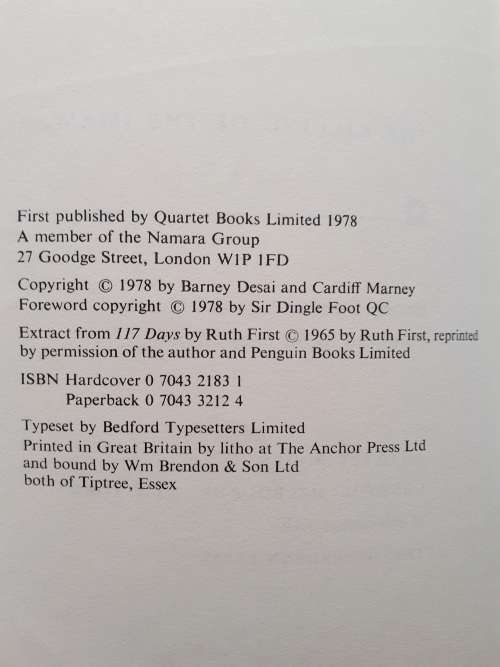 First published by Quartet Books Limited 1978
A member of the Namara Group
27 Goodge Street, London W1P 1FD
Copyright © 1978 by Barney Desai and Cardiff Marney
Foreword copyright © 1978 by Sir Dingle Foot QC
Extract from 117 Days by Ruth First © 1965 by Ruth First, reprinted
by permission of the author and Penguin Books Limited
ISBN Hardcover 0 7043 2183 1
Paperback 0 7043 3212 4
Typeset by Bedford Typesetters Limited
Printed in Great Britain by litho at The Anchor Press Ltd
and bound by Wm Brendon & Son Ltd
both of Tiptree, Essex